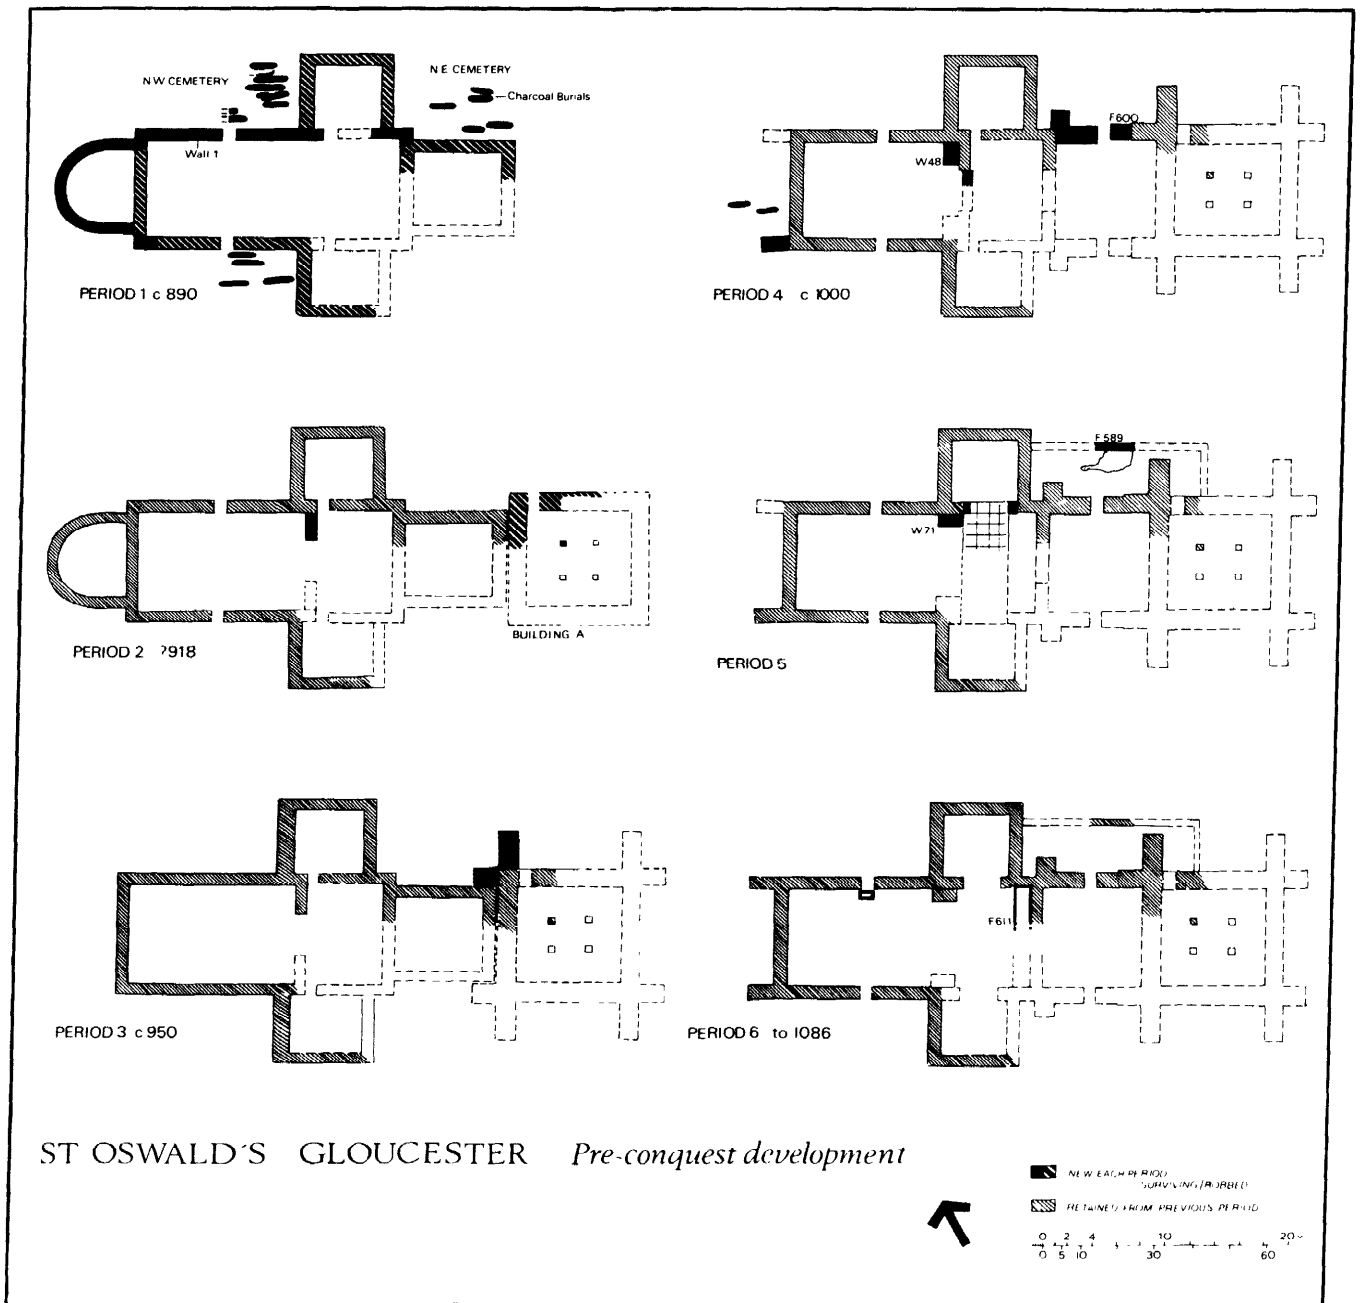 NW CEMETERY
N E CEMETERY
Charcoal Burials
Wall 1
PERIOD 1 c 890
F600
W48
PERIOD 4 c 1000
BUILDING A
PERIOD 2 ?918
F589
W71
PERIOD 5
PERIOD 3 c 950
F611
PERIOD 6 to 1086
ST OSWALD'S GLOUCESTER Pre-conquest development
NEW EACH PERIOD
SURVIVING/ROBBED
RETAINED FROM PREVIOUS PERIOD
0 2 4 10 20
0 5 10 30 60